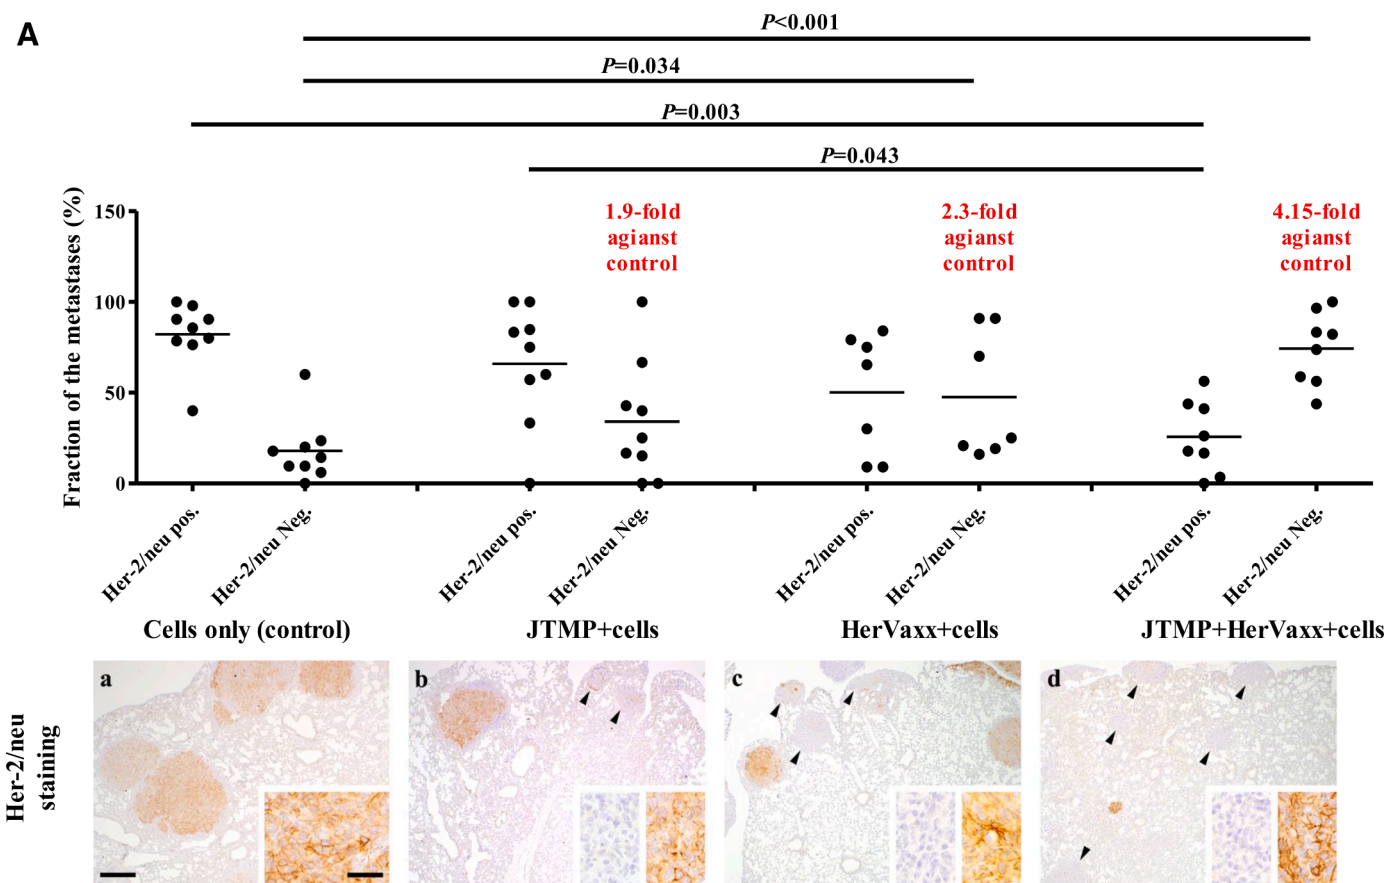 A
P<0.001
P=0.034
P=0.003
P=0.043
Fraction of the metastases (%)
150
100
50
0
1.9-fold
agianst
control
2.3-fold
agianst
control
4.15-fold
agianst
control
Her-2/neu pos.
Her-2/neu Neg.
Her-2/neu pos.
Her-2/neu Neg.
Her-2/neu pos.
Her-2/neu Neg.
Her-2/neu pos.
Her-2/neu Neg.
Cells only (control)
JTMP+cells
HerVaxx+cells
JTMP+HerVaxx+cells
Her-2/neu
staining
a
b
c
d